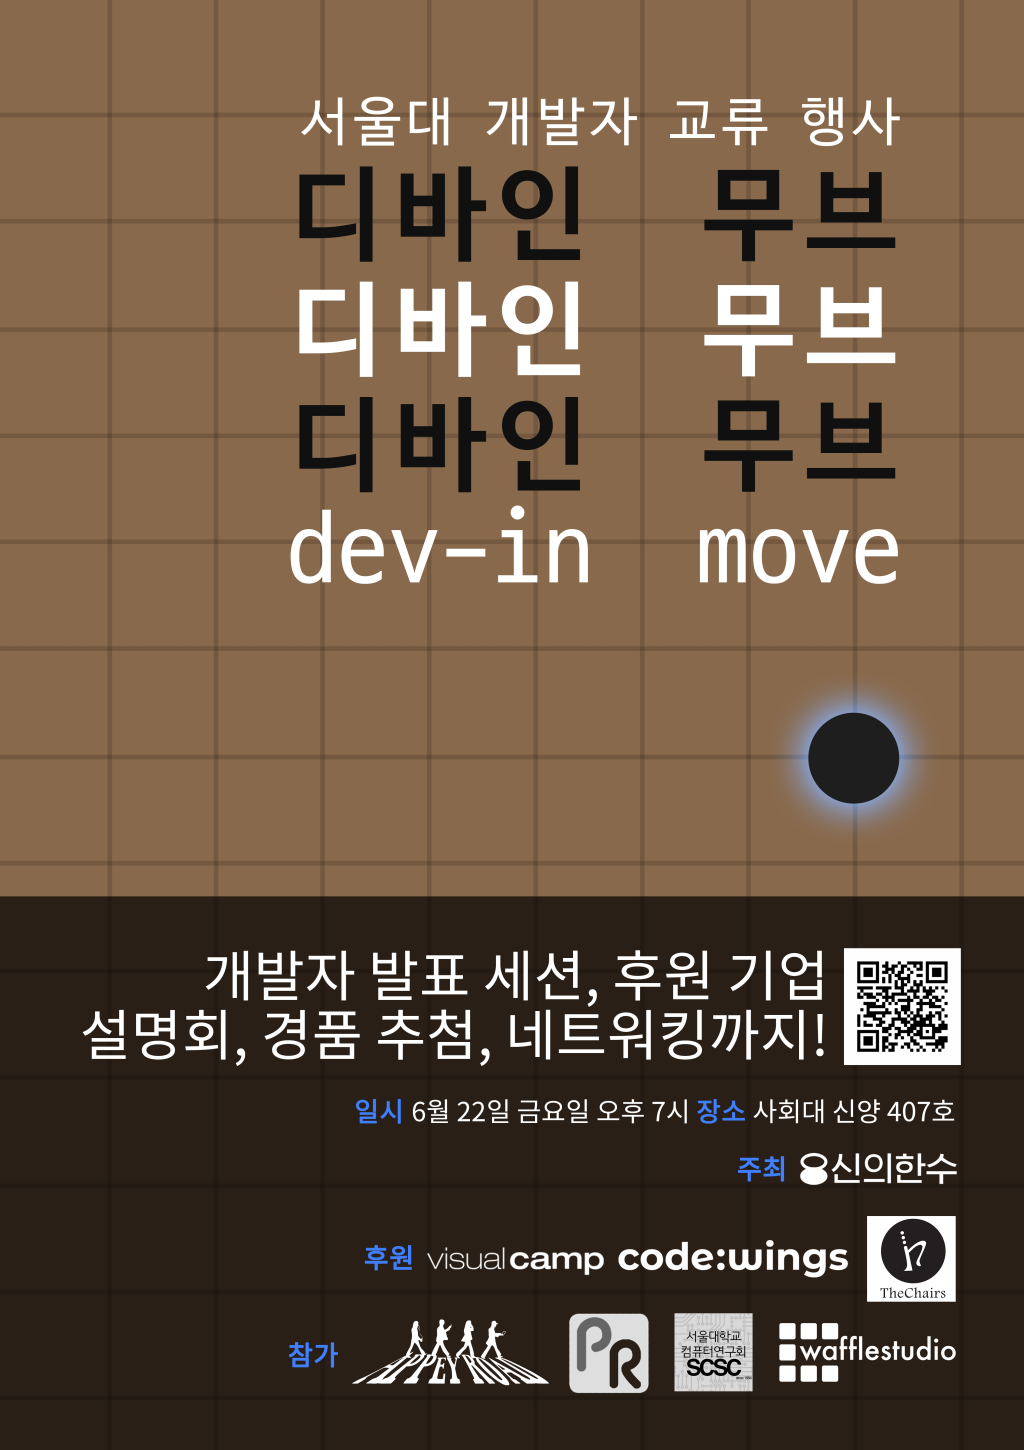 서울대 개발자 교류 행사
디바인 무브
디바인 무브
디바인 무브
dev-in move
개발자 발표 세션, 후원 기업
설명회, 경품 추첨, 네트워킹까지!
일시 6월 22일 금요일 오후 7시 장소 사회대 신양 407호
주최 신의한수
후원 visualcamp code:wings
TheChairs
참가
PR
서울대학교
컴퓨터연구회
SCSC
wafflestudio